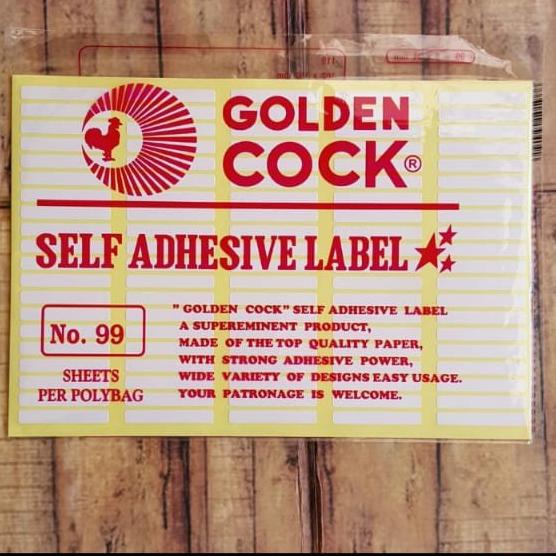 GOLDEN
COCK®
SELF ADHESIVE LABEL
No. 99
SHEETS
PER POLYBAG
"GOLDEN COCK" SELF ADHESIVE LABEL
A SUPEREMINENT PRODUCT,
MADE OF THE TOP QUALITY PAPER,
WITH STRONG ADHESIVE POWER,
WIDE VARIETY OF DESIGNS EASY USAGE.
YOUR PATRONAGE IS WELCOME.